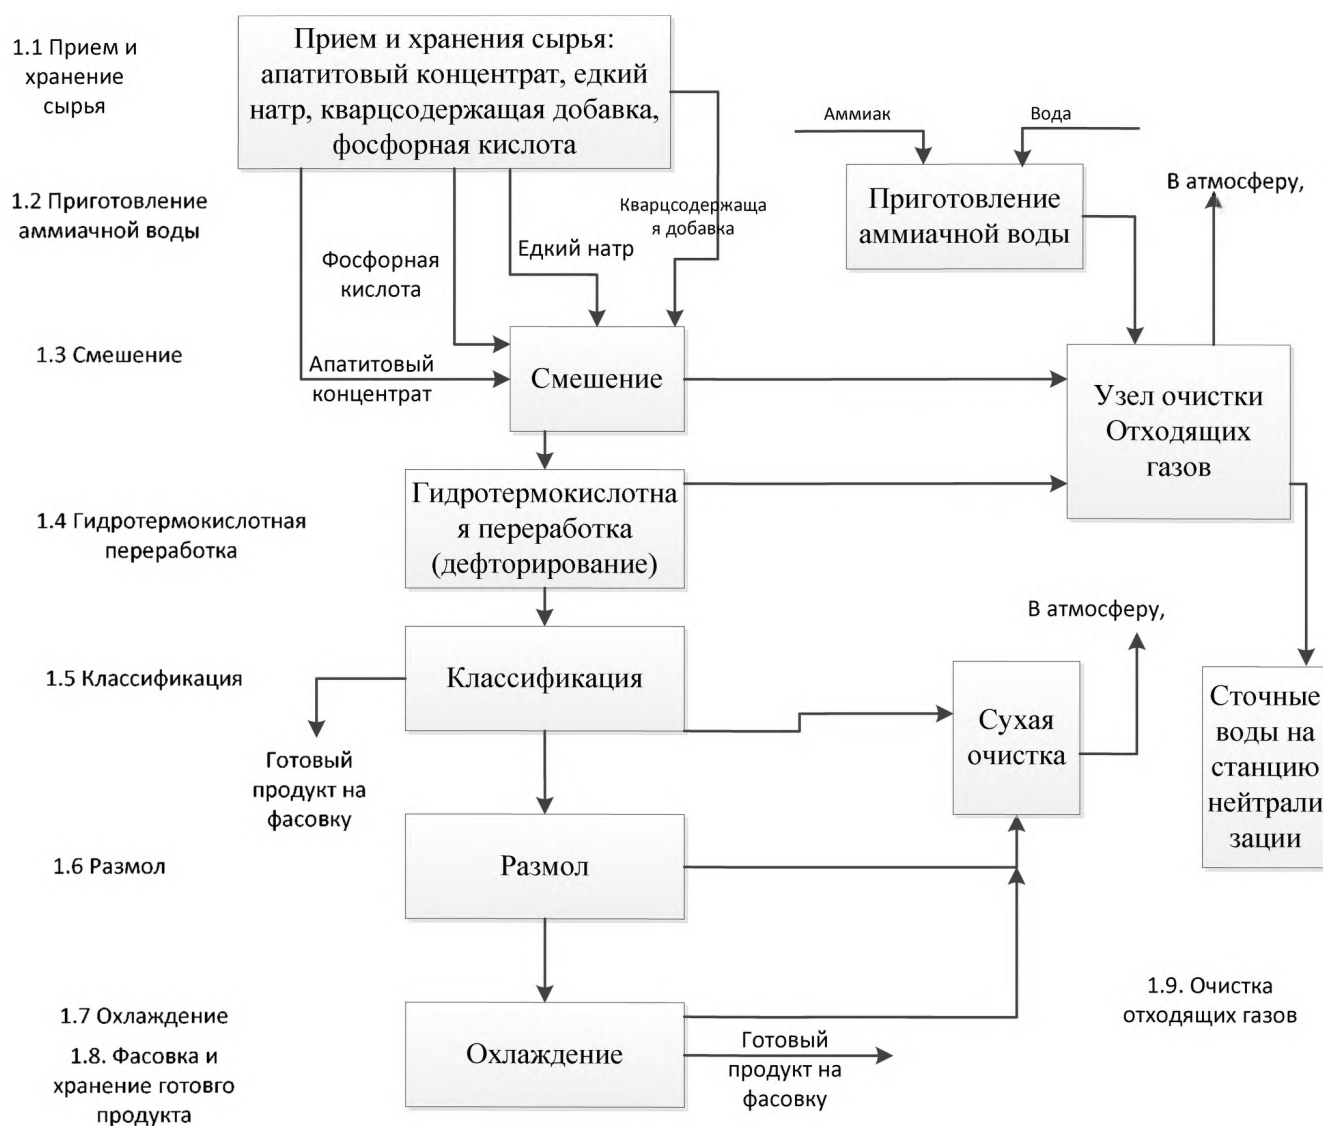 1.1 Прием и
хранение
сырья
Прием и хранения сырья:
апатитовый концентрат, едкий
натр, кварцсодержащая добавка,
фосфорная кислота
Аммиак
Вода
1.2 Приготовление
аммиачной воды
Приготовление
аммиачной воды
В атмосферу,
Кварцсодержаща
я добавка
Едкий натр
Фосфорная
кислота
1.3 Смешение
Апатитовый
концентрат
Смешение
Узел очистки
Отходящих
газов
1.4 Гидротермокислотная
переработка
Гидротермокислотна
я переработка
(дефторирование)
В атмосферу,
1.5 Классификация
Классификация
Сухая
очистка
Сточные
воды на
станцию
нейтрали
зации
Готовый
продукт на
фасовку
1.6 Размол
Размол
1.7 Охлаждение
1.8. Фасовка и
хранение готовго
продукта
Охлаждение
Готовый
продукт на
фасовку
1.9. Очистка
отходящих газов